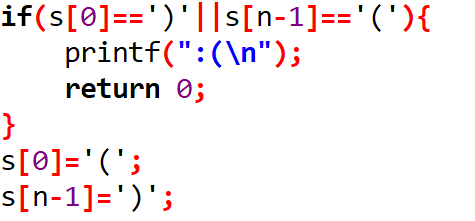 if(s[0]==')'||s[n-1]=='('){
    printf(":(\n");
    return 0;
}
s[0]='(';
s[n-1]=')';